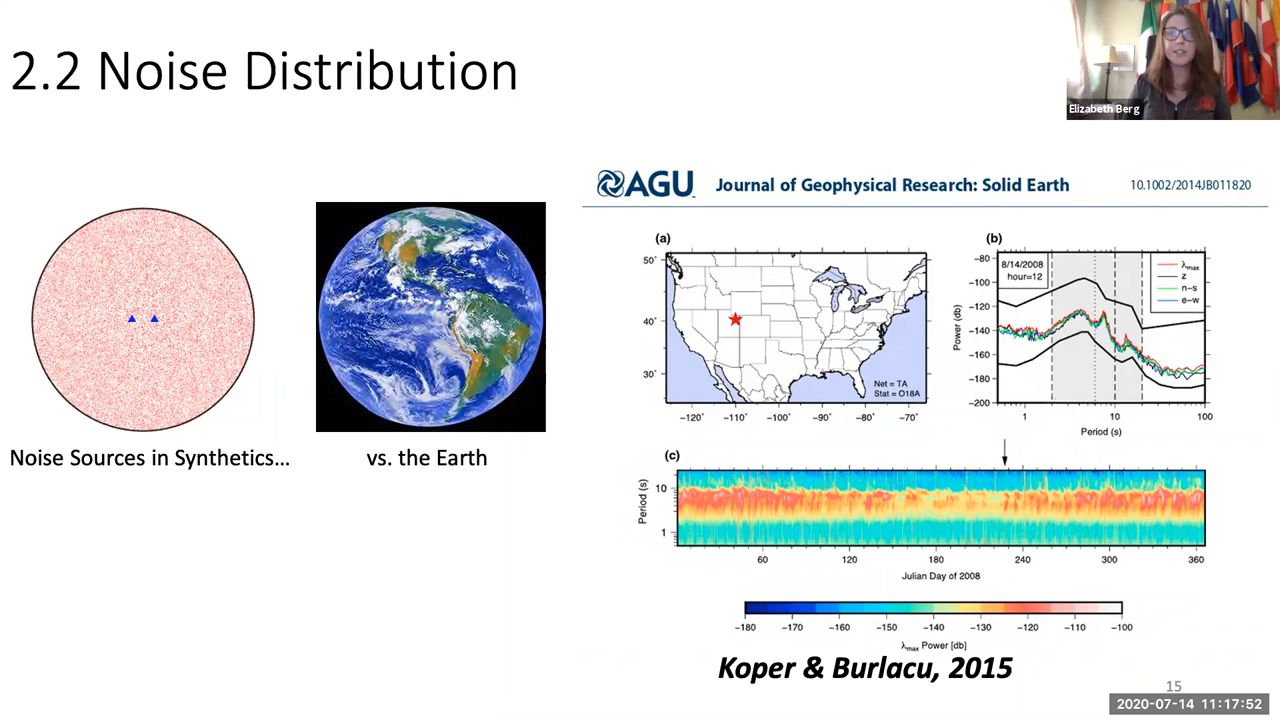 2.2 Noise Distribution
Elizabeth Berg
AGU Journal of Geophysical Research: Solid Earth 10.1002/2014JB011820
Noise Sources in Synthetics…
vs. the Earth
(a)
50˚
40˚
30˚
−120˚ −110˚ −100˚ −90˚ −80˚ −70˚
Net = TA
Stat = O18A
(b)
8/14/2008
hour=12
λmax
z
n−s
e−w
Power (db)
−80
−100
−120
−140
−160
−180
−200
1 10 100
Period (s)
(c)
Period (s)
10
1
60 120 180 240 300 360
Julian Day of 2008
−180 −170 −160 −150 −140 −130 −120 −110 −100
λmax Power [db]
Koper & Burlacu, 2015
15
2020-07-14 11:17:52